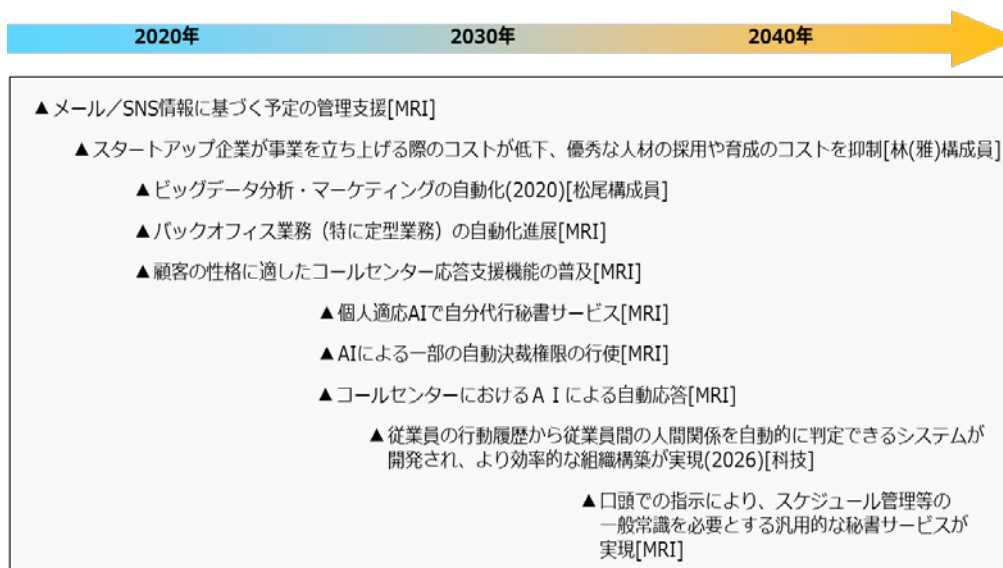 2020年 2030年 2040年
▲メール／SNS情報に基づく予定の管理支援[MRI]
▲スタートアップ企業が事業を立ち上げる際のコストが低下、優秀な人材の採用や育成のコストを抑制[林(雅)構成員]
▲ビッグデータ分析・マーケティングの自動化(2020)[松尾構成員]
▲バックオフィス業務（特に定型業務）の自動化進展[MRI]
▲顧客の性格に適したコールセンター応答支援機能の普及[MRI]
▲個人適応AIで自分代行秘書サービス[MRI]
▲AIによる一部の自動決裁権限の行使[MRI]
▲コールセンターにおけるＡＩによる自動応答[MRI]
▲従業員の行動履歴から従業員間の人間関係を自動的に判定できるシステムが
開発され、より効率的な組織構築が実現(2026)[科技]
▲口頭での指示により、スケジュール管理等の
一般常識を必要とする汎用的な秘書サービスが
実現[MRI]